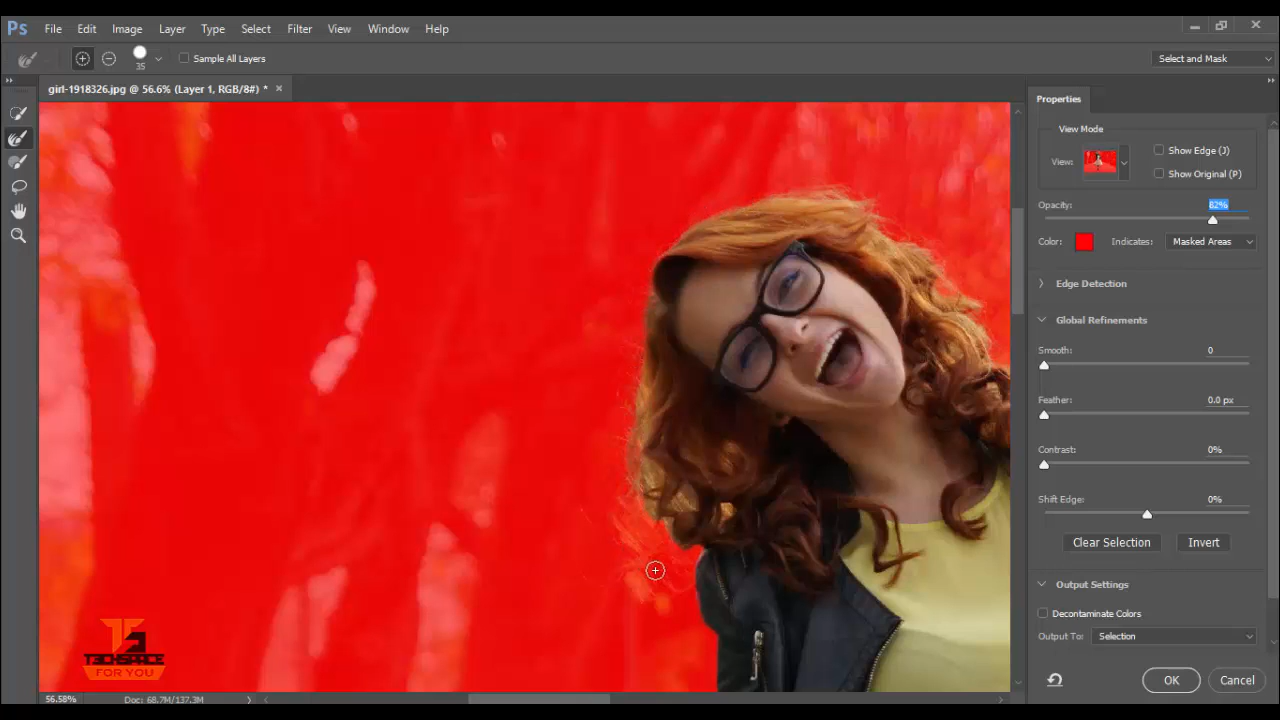 Ps File Edit Image Layer Type Select Filter View Window Help
35 Sample All Layers Select and Mask
girl-1918326.jpg @ 56.6% (Layer 1, RGB/8#) * ×
Properties
View Mode
View: Show Edge (J)
Show Original (P)
Opacity: 82%
Color: Indicates: Masked Areas
Edge Detection
Global Refinements
Smooth: 0
Feather: 0.0 px
Contrast: 0%
Shift Edge: 0%
Clear Selection Invert
Output Settings
Decontaminate Colors
Output To: Selection
OK Cancel
TECHSPACE
FOR YOU
56.58% Doc: 68.7M/137.3M